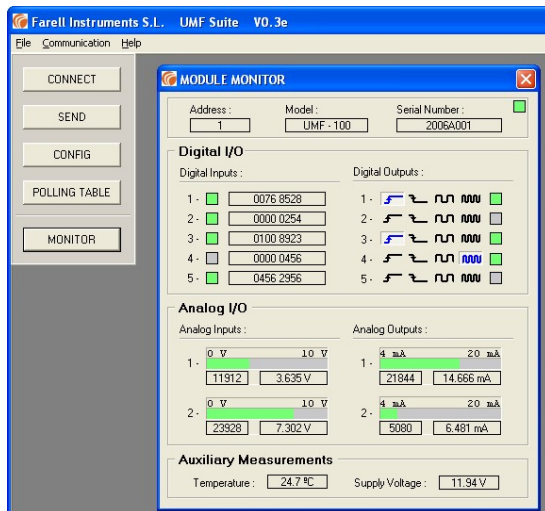 Farell Instruments S.L. UMF Suite V0.3e
File Communication Help
CONNECT
SEND
CONFIG
POLLING TABLE
MONITOR
MODULE MONITOR
Address : Model : Serial Number :
1 UMF - 100 2006A001
Digital I/O
Digital Inputs : Digital Outputs :
1 - 0076 8528 1 -
2 - 0000 0254 2 -
3 - 0100 8923 3 -
4 - 0000 0456 4 -
5 - 0456 2956 5 -
Analog I/O
Analog Inputs : Analog Outputs :
0 V 10 V 4 mA 20 mA
1 - 1 -
11912 3.635 V 21844 14.666 mA
0 V 10 V 4 mA 20 mA
2 - 2 -
23928 7.302 V 5080 6.481 mA
Auxiliary Measurements
Temperature : 24.7 ºC Supply Voltage : 11.94 V